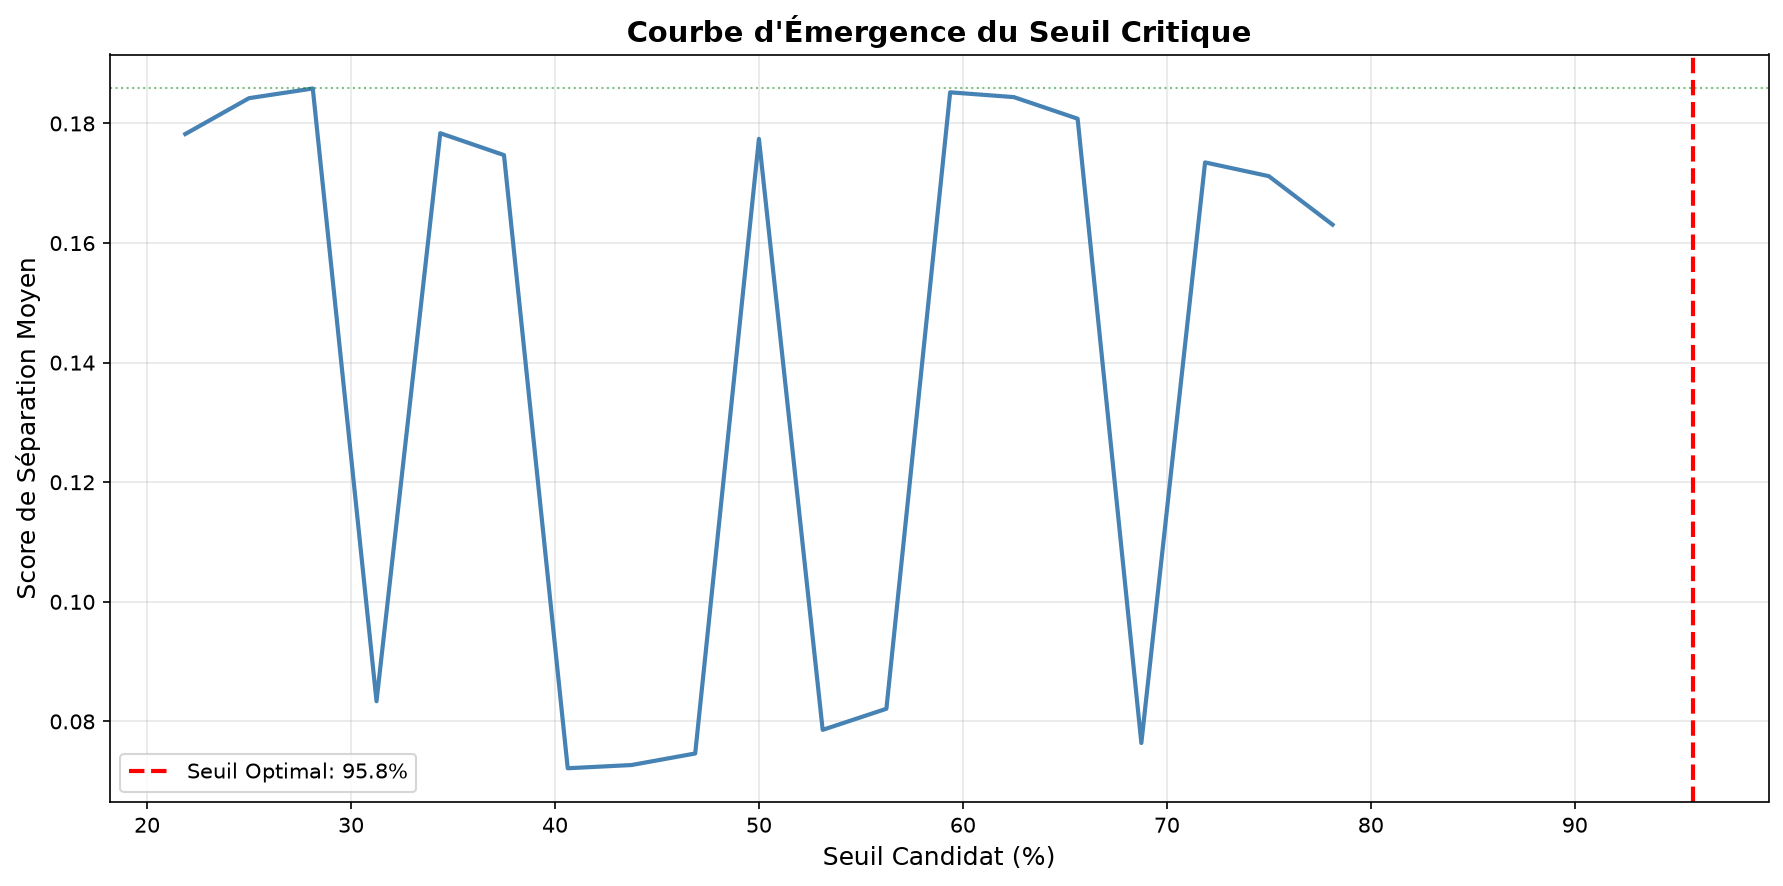 Courbe d'Émergence du Seuil Critique
Score de Séparation Moyen
0.18
0.16
0.14
0.12
0.10
0.08
Seuil Optimal: 95.8%
20 30 40 50 60 70 80 90
Seuil Candidat (%)